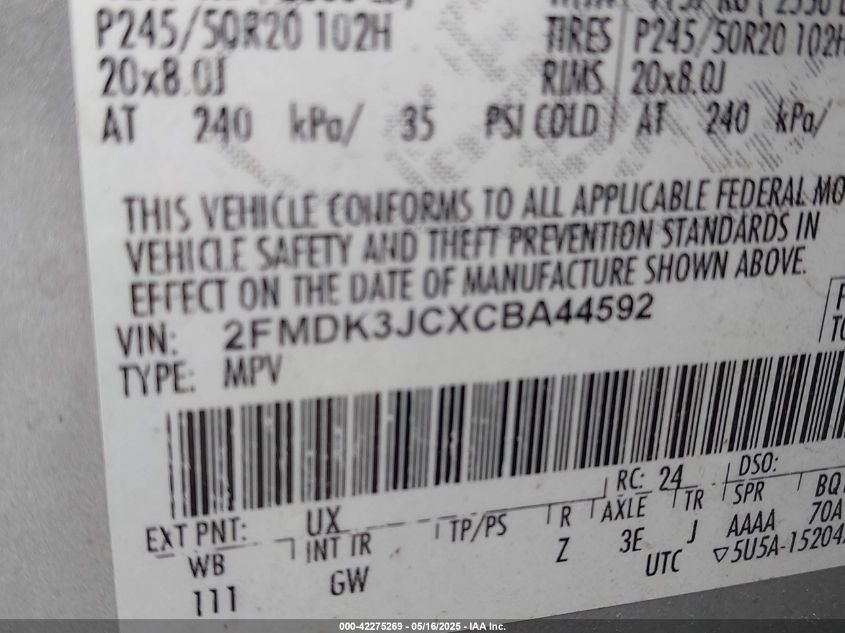 P245/50R20 102H TIRES P245/50R20 102H
20x8.0J RIMS 20x8.0J
AT 240 kPa/ 35 PSI COLD AT 240 kPa/
THIS VEHICLE CONFORMS TO ALL APPLICABLE FEDERAL MO
VEHICLE SAFETY AND THEFT PREVENTION STANDARDS IN
EFFECT ON THE DATE OF MANUFACTURE SHOWN ABOVE.
VIN: 2FMDK3JCXCBA44592
TYPE: MPV
EXT PNT: UX RC: 24 DSO:
WB INT TR TP/PS R AXLE TR SPR
111 GW Z 3E J AAAA 70A
UTC ▽5U5A-15204
000-42275269 - 05/16/2025 - IAA Inc.